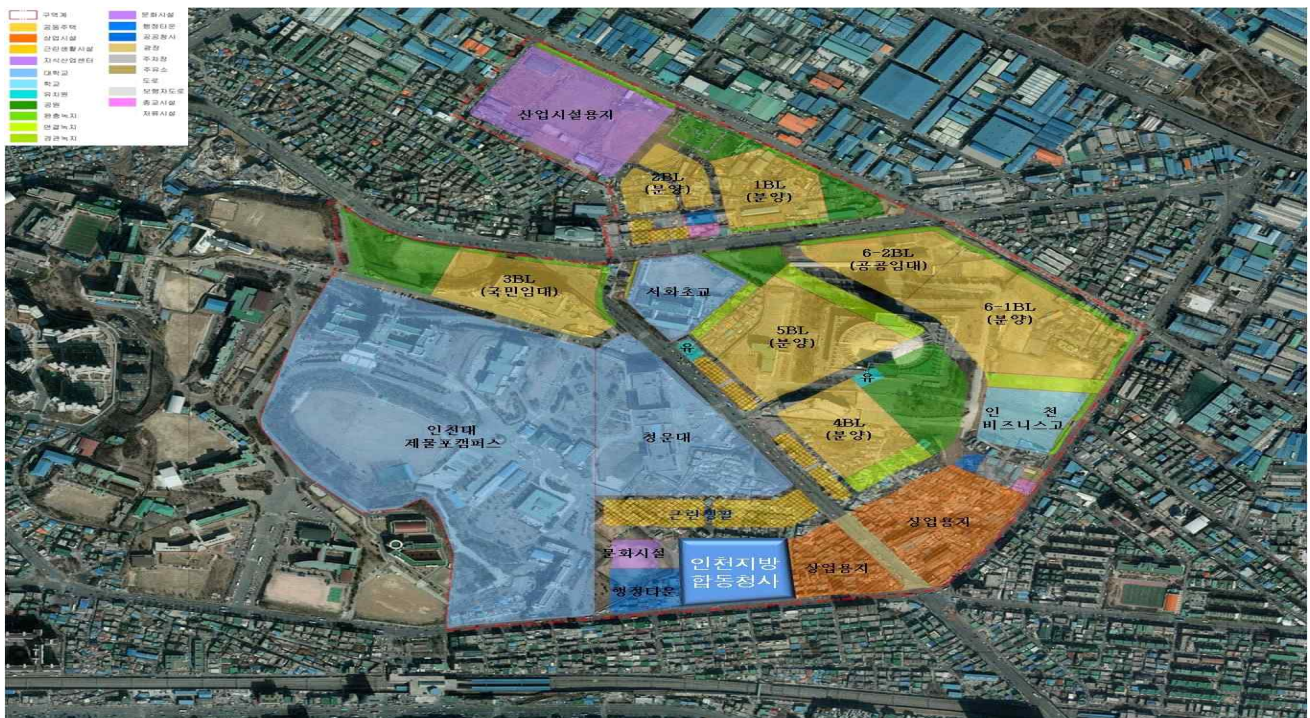 구역계
공동주택
상업시설
근린생활시설
지식산업센터
대학교
학교
유치원
공원
완충녹지
연결녹지
경관녹지
문화시설
행정타운
공공청사
광장
주차장
주유소
도로
보행자도로
종교시설
자류시설
산업시설용지
2BL
(분양)
1BL
(분양)
6-2BL
(공공임대)
3BL
(국민임대)
서화초교
6-1BL
(분양)
5BL
(분양)
유
유
인 천
비즈니스고
4BL
(분양)
인천대
제물포캠퍼스
청운대
근린생활
상업용지
문화시설
인천지방
합동청사
상업용지
행정타운